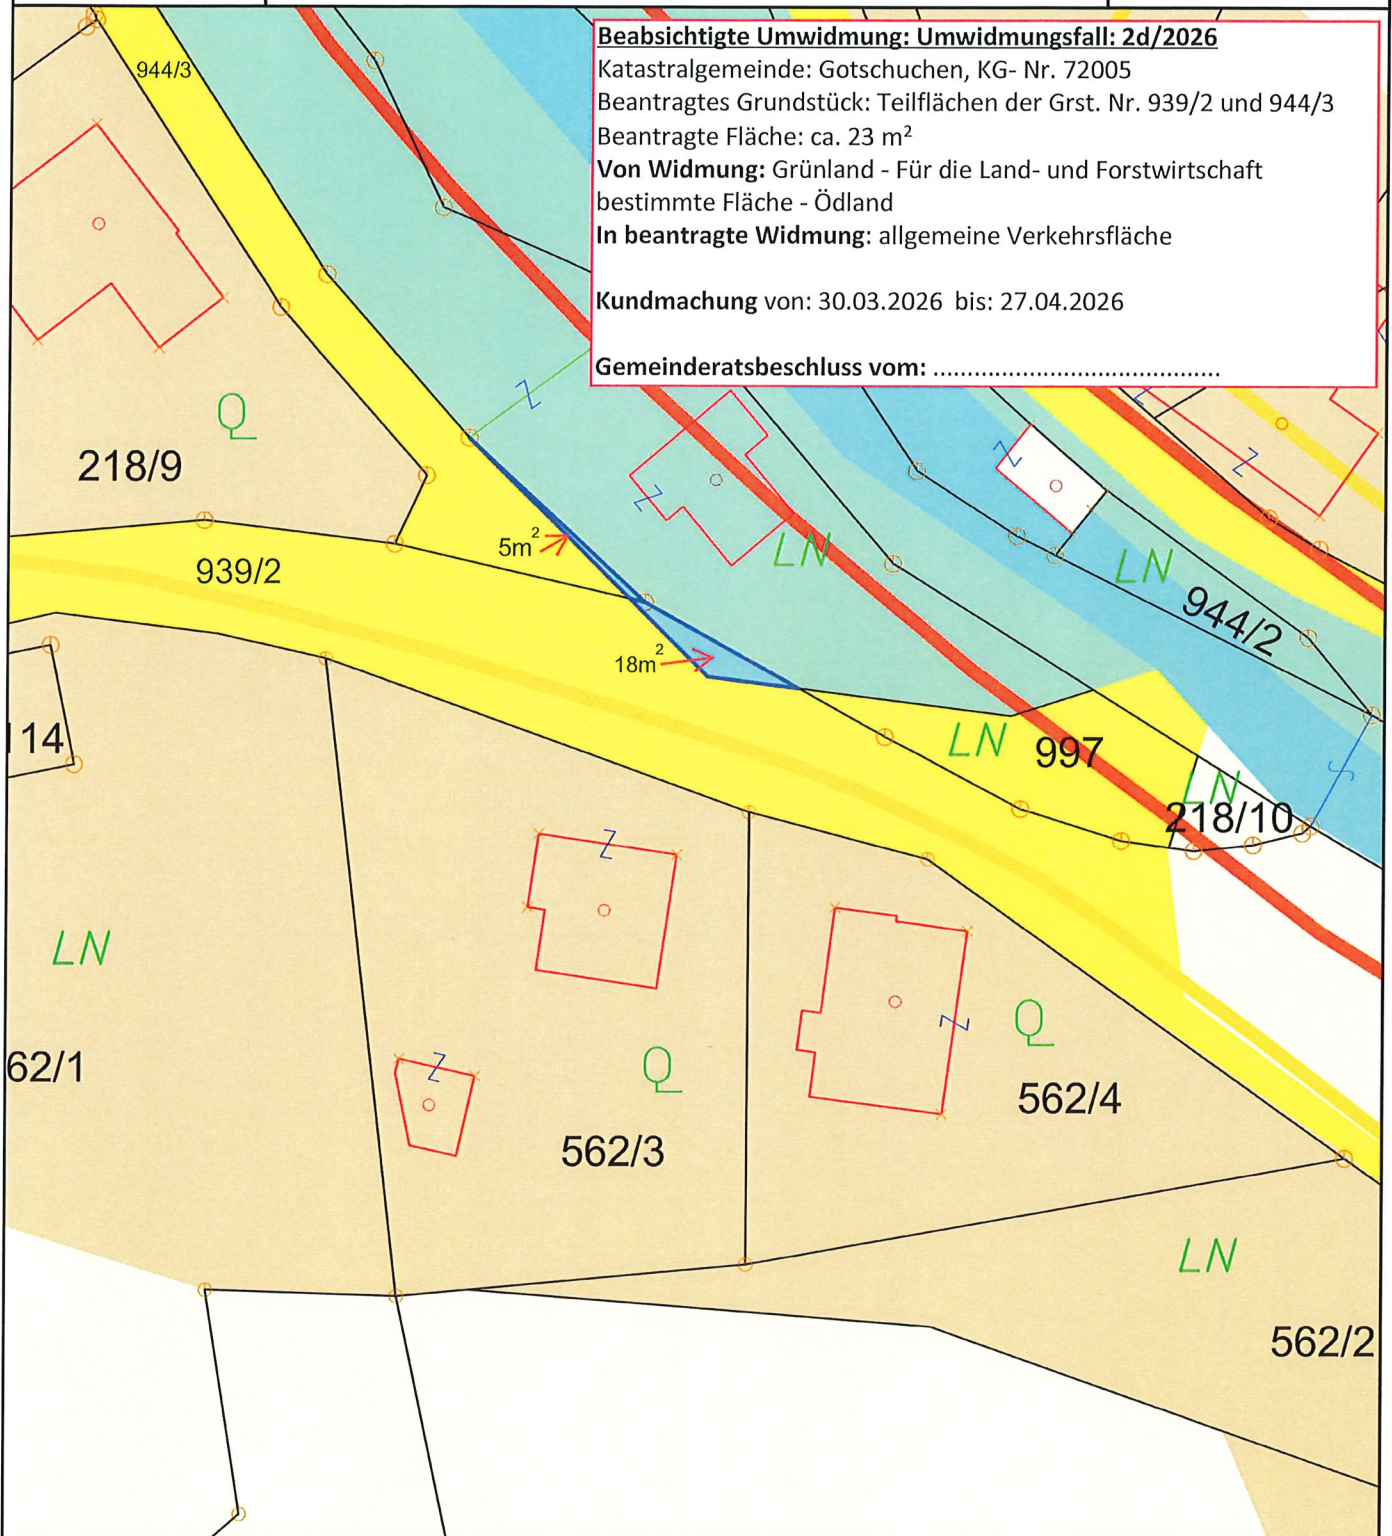 Beabsichtigte Umwidmung: Umwidmungsfall: 2d/2026
Katastralgemeinde: Gotschuchen, KG- Nr. 72005
Beantragtes Grundstück: Teilflächen der Grst. Nr. 939/2 und 944/3
Beantragte Fläche: ca. 23 m²
Von Widmung: Grünland - Für die Land- und Forstwirtschaft
bestimmte Fläche - Ödland
In beantragte Widmung: allgemeine Verkehrsfläche
Kundmachung von: 30.03.2026 bis: 27.04.2026
Gemeinderatsbeschluss vom: ..........................................
944/3
Z
Z
Q
218/9
Z
Z
Z
5m²
LN
LN
939/2
944/2
18m²
114
LN
997
LN
218/10
Z
LN
Q
Z
Z
Q
62/1
562/4
562/3
LN
562/2